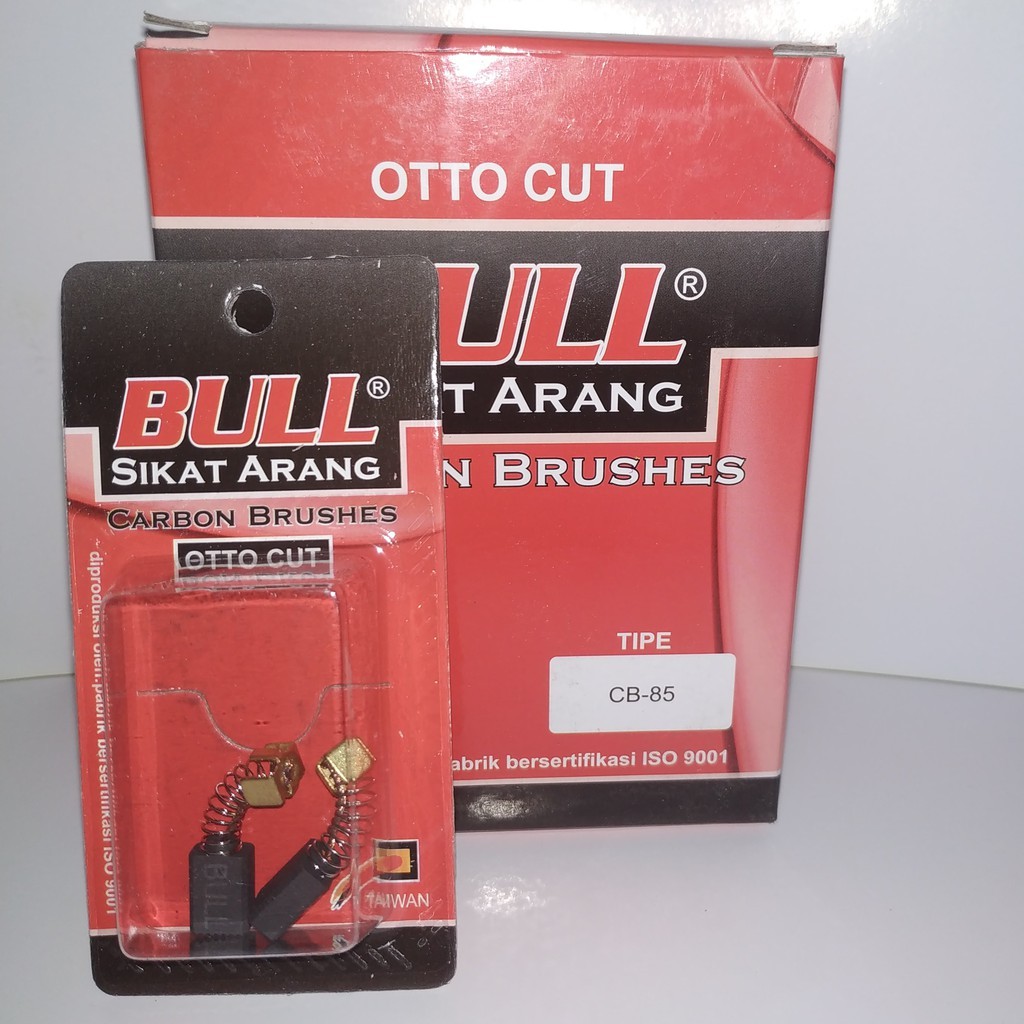 OTTO CUT
ULL®
T ARANG
N BRUSHES
TIPE
CB-85
abrik bersertifikasi ISO 9001
BULL®
SIKAT ARANG
CARBON BRUSHES
OTTO CUT
diproduksi oleh:pabrik bersertifikasi ISO 9001
TAIWAN
BULL